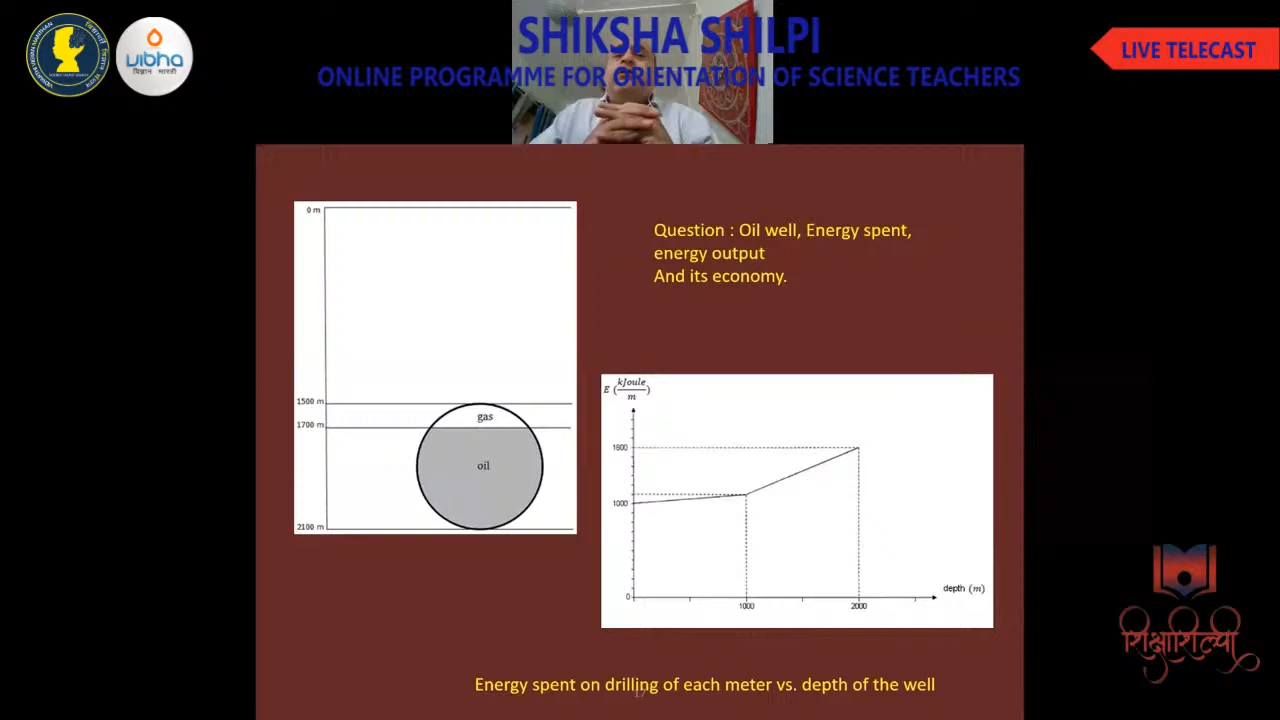 SHIKSHA SHILPI
ONLINE PROGRAMME FOR ORIENTATION OF SCIENCE TEACHERS
LIVE TELECAST
vibha
विज्ञान भारती
0 m
1500 m
gas
1700 m
oil
2100 m
Question : Oil well, Energy spent,
energy output
And its economy.
E (kJoule/m)
1600
1000
0
1000
2000
depth (m)
Energy spent on drilling of each meter vs. depth of the well
17
शिक्षाशिल्पी